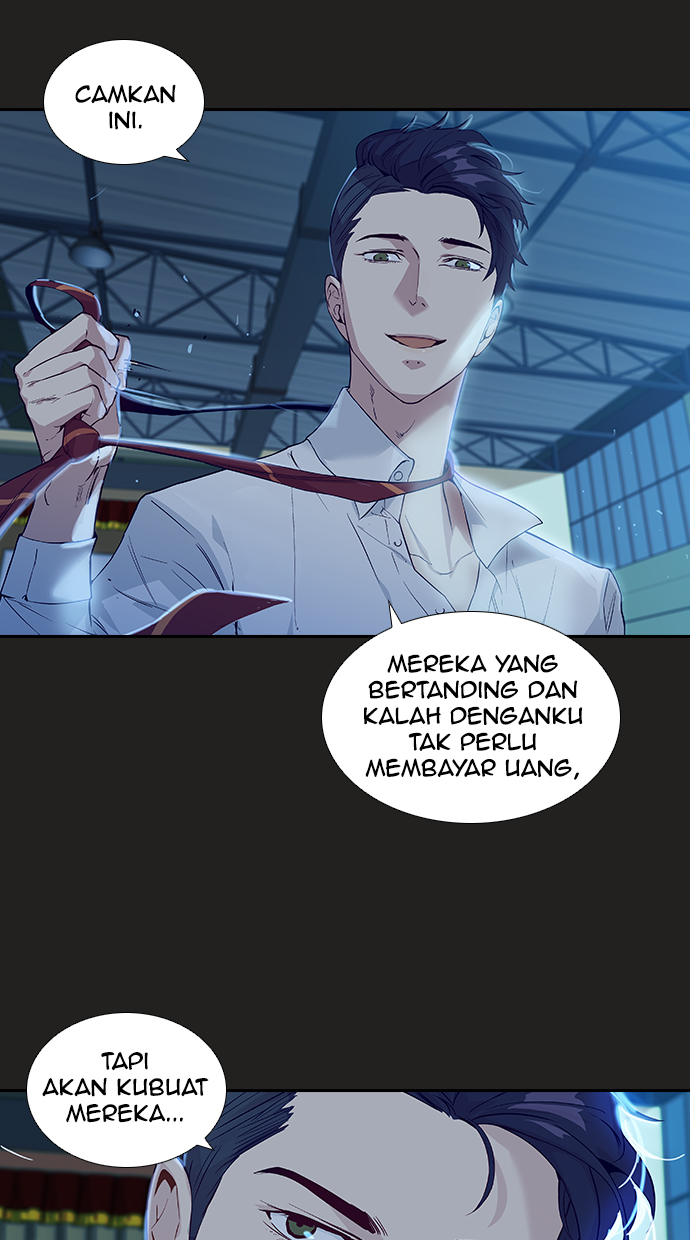 CAMKAN
INI.
MEREKA YANG
BERTANDING DAN
KALAH DENGANKU
TAK PERLU
MEMBAYAR UANG,
TAPI
AKAN KUBUAT
MEREKA...